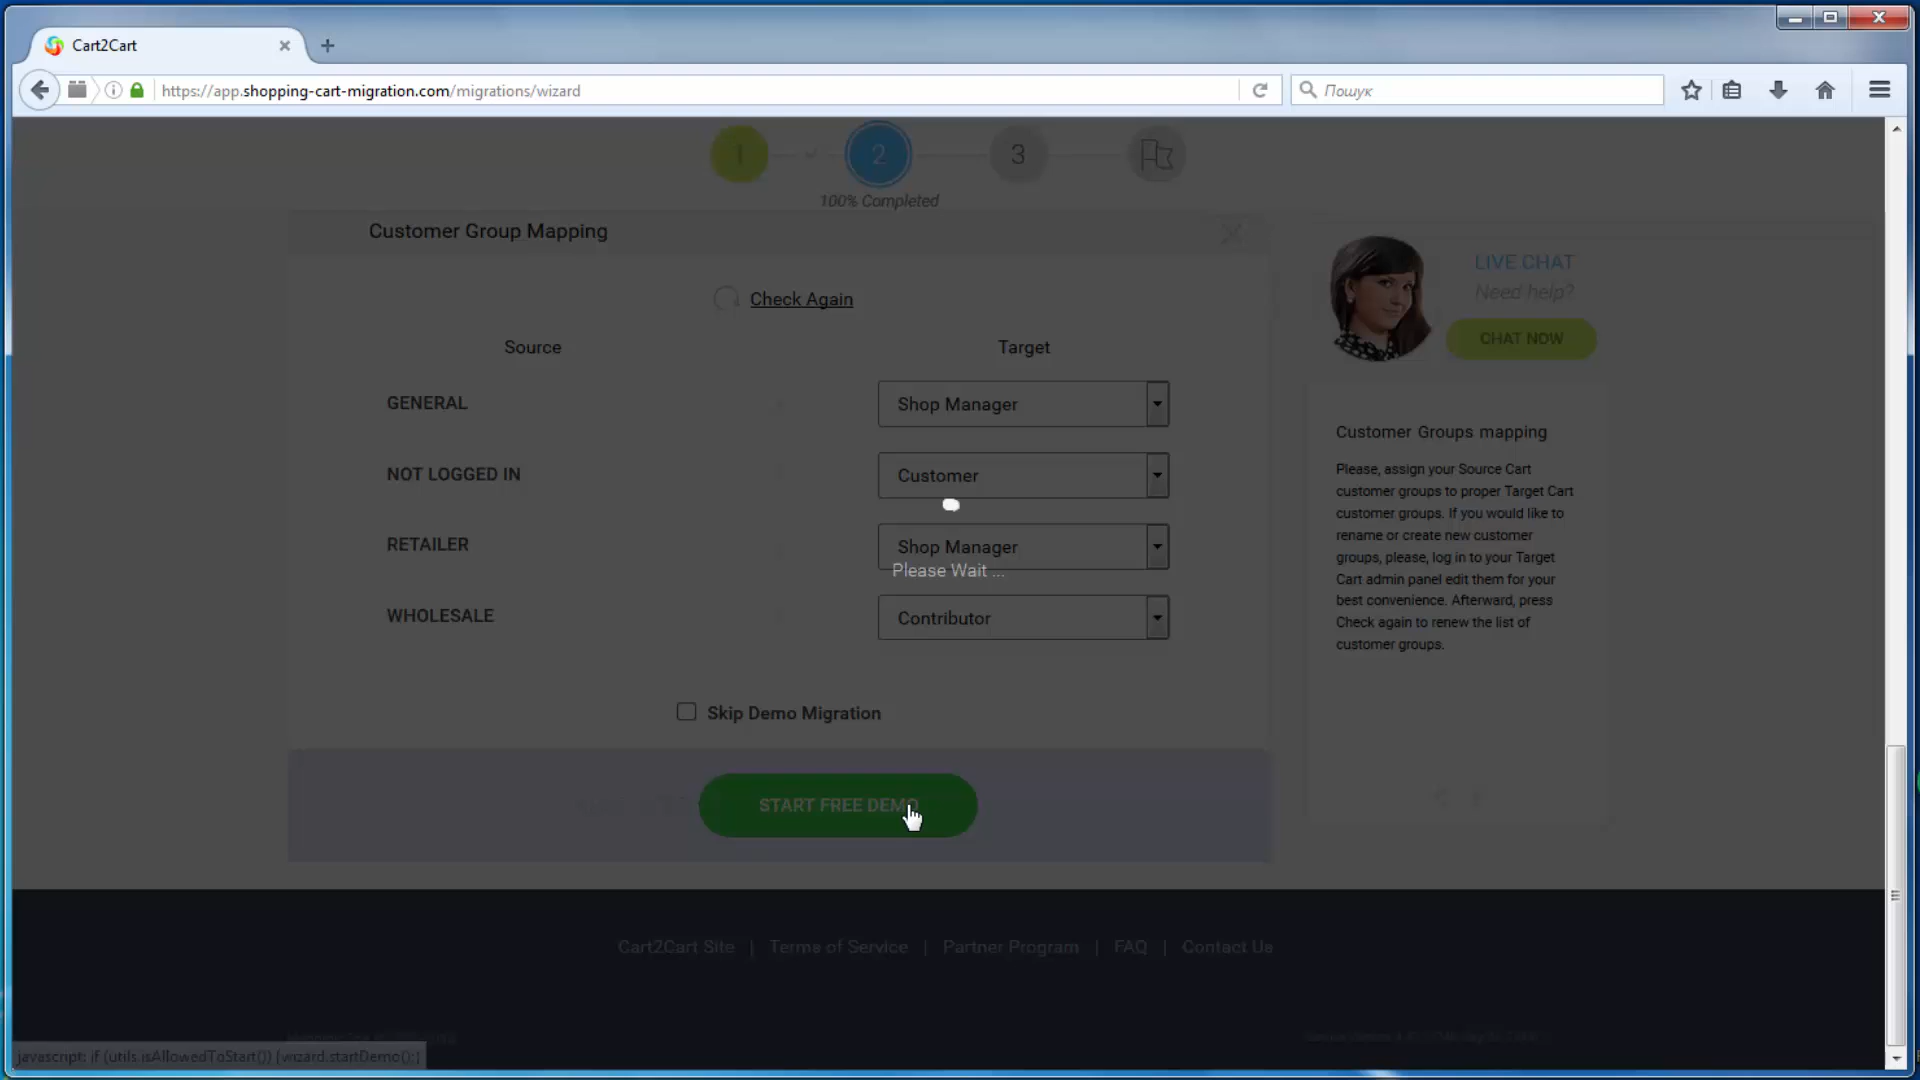 Cart2Cart
https://app.shopping-cart-migration.com/migrations/wizard
Пошук
1
2
3
100% Completed
Customer Group Mapping
Check Again
Source
Target
GENERAL
Shop Manager
NOT LOGGED IN
Customer
RETAILER
Shop Manager
Please Wait ...
WHOLESALE
Contributor
Skip Demo Migration
START FREE DEMO
LIVE CHAT
Need help?
CHAT NOW
Customer Groups mapping
Please, assign your Source Cart
customer groups to proper Target Cart
customer groups. If you would like to
rename or create new customer
groups, please, log in to your Target
Cart admin panel edit them for your
best convenience. Afterward, press
Check again to renew the list of
customer groups.
Cart2Cart Site | Terms of Service | Partner Program | FAQ | Contact Us
javascript: if (utils.isAllowedToStart()) {wizard.startDemo();}